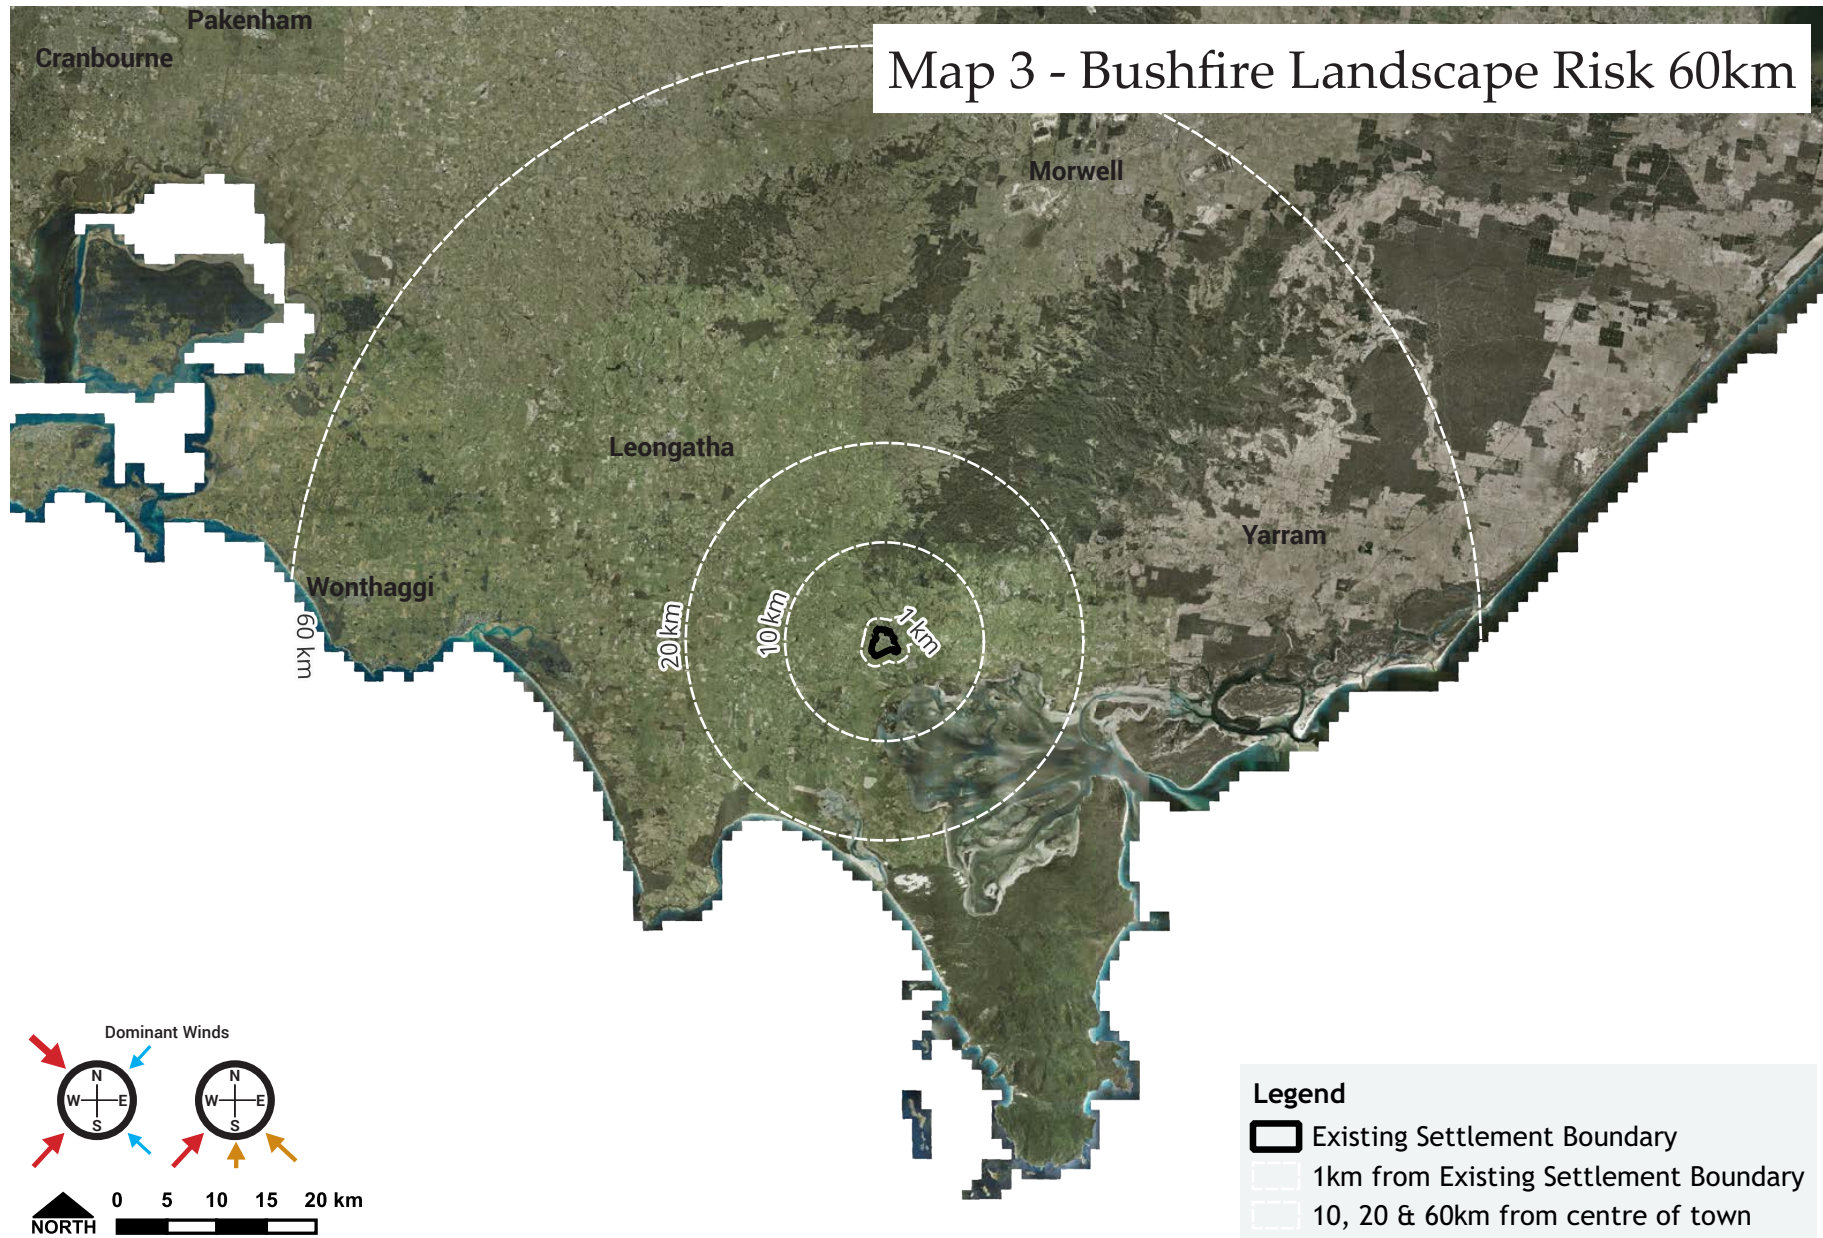 Pakenham
Cranbourne
Map 3 - Bushfire Landscape Risk 60km
Morwell
Leongatha
Yarram
Wonthaggi
60 km
20 km
10 km
1 km
Dominant Winds
N
W E
S
N
W E
S
NORTH
0 5 10 15 20 km
Legend
Existing Settlement Boundary
1km from Existing Settlement Boundary
10, 20 & 60km from centre of town